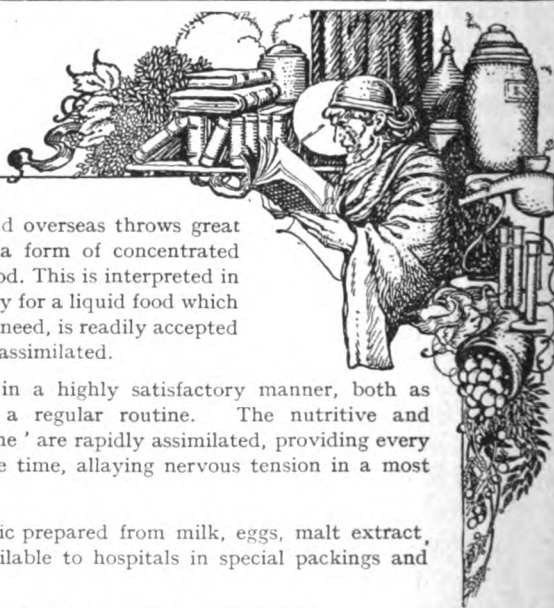 d overseas throws great
a form of concentrated
od. This is interpreted in
y for a liquid food which
need, is readily accepted
assimilated.
in a highly satisfactory manner, both as
a regular routine. The nutritive and
ne ' are rapidly assimilated, providing every
e time, allaying nervous tension in a most
ic prepared from milk, eggs, malt extract,
ilable to hospitals in special packings and